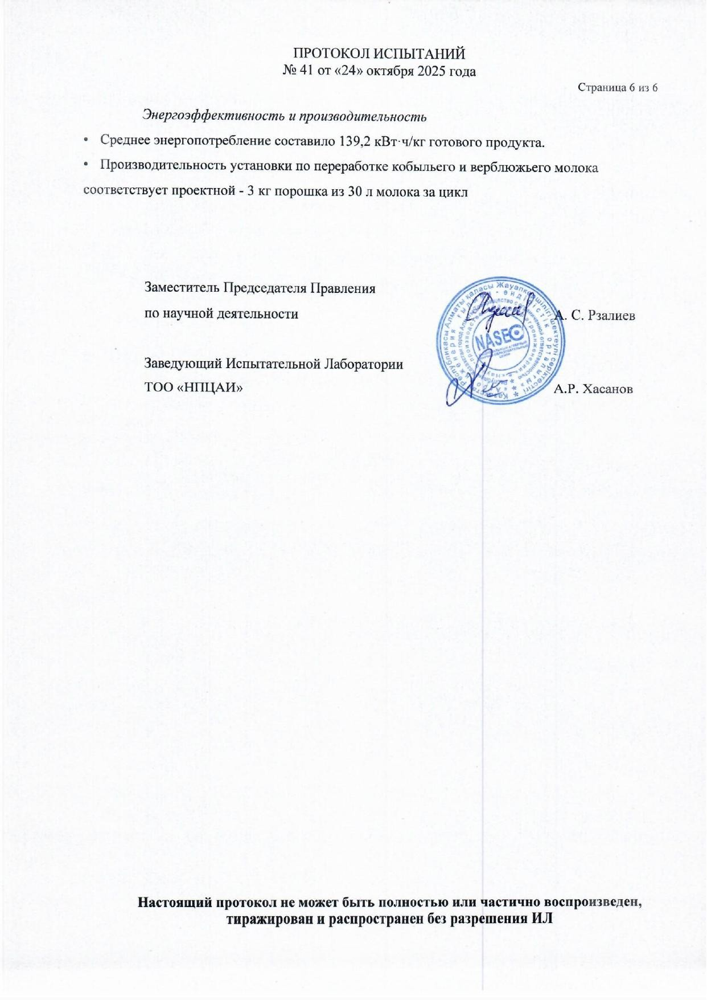 ПРОТОКОЛ ИСПЫТАНИЙ
№ 41 от «24» октября 2025 года
Страница 6 из 6
Энергоэффективность и производительность
• Среднее энергопотребление составило 139,2 кВт·ч/кг готового продукта.
• Производительность установки по переработке кобыльего и верблюжьего молока
соответствует проектной - 3 кг порошка из 30 л молока за цикл
Заместитель Председателя Правления
по научной деятельности
А. С. Рзалиев
NASEC
Заведующий Испытательной Лаборатории
ТОО «НПЦАИ»
А.Р. Хасанов
Настоящий протокол не может быть полностью или частично воспроизведен,
тиражирован и распространен без разрешения ИЛ